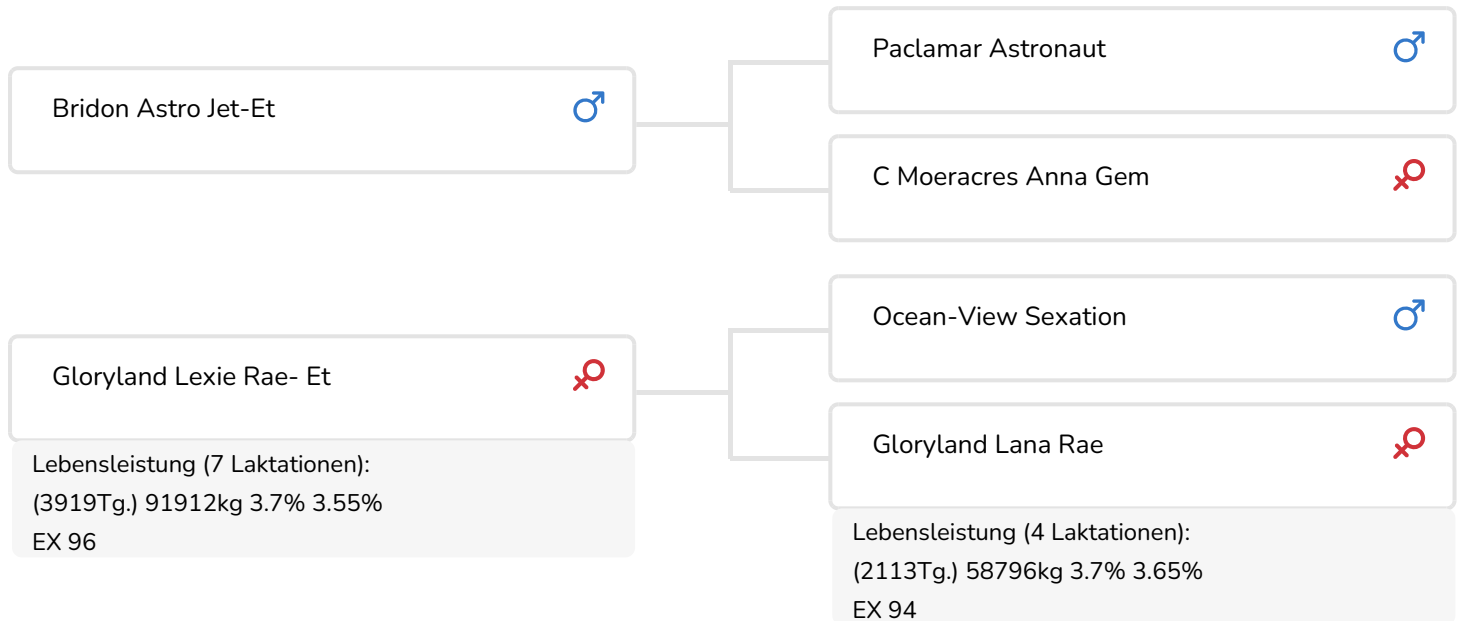 Bridon Astro Jet-Et
Paclamar Astronaut
C Moeracres Anna Gem
Gloryland Lexie Rae- Et
Lebensleistung (7 Laktationen):
(3919Tg.) 91912kg 3.7% 3.55%
EX 96
Ocean-View Sexation
Gloryland Lana Rae
Lebensleistung (4 Laktationen):
(2113Tg.) 58796kg 3.7% 3.65%
EX 94